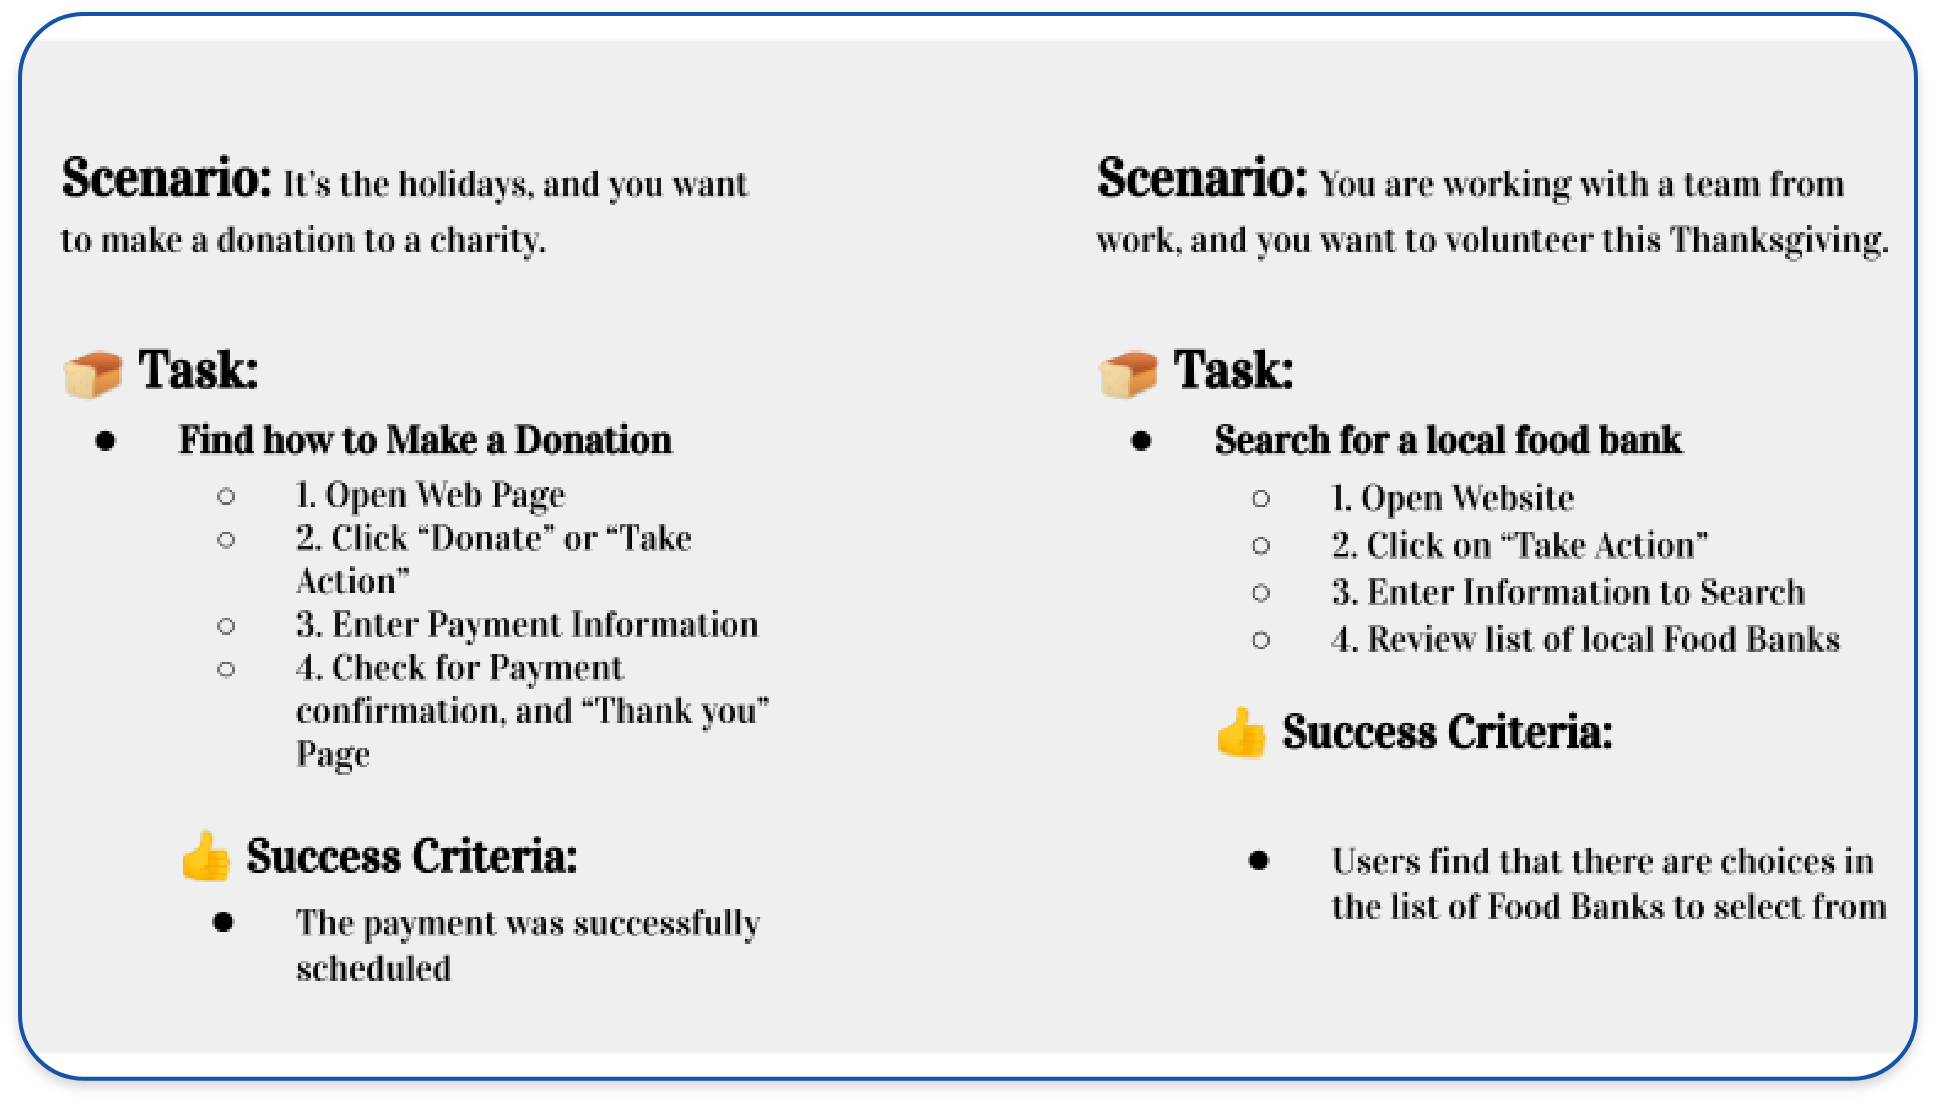 Scenario: It’s the holidays, and you want
to make a donation to a charity.
🍞 Task:
● Find how to Make a Donation
○ 1. Open Web Page
○ 2. Click “Donate” or “Take
Action”
○ 3. Enter Payment Information
○ 4. Check for Payment
confirmation, and “Thank you”
Page
👍 Success Criteria:
● The payment was successfully
scheduled
Scenario: You are working with a team from
work, and you want to volunteer this Thanksgiving.
🍞 Task:
● Search for a local food bank
○ 1. Open Website
○ 2. Click on “Take Action”
○ 3. Enter Information to Search
○ 4. Review list of local Food Banks
👍 Success Criteria:
● Users find that there are choices in
the list of Food Banks to select from